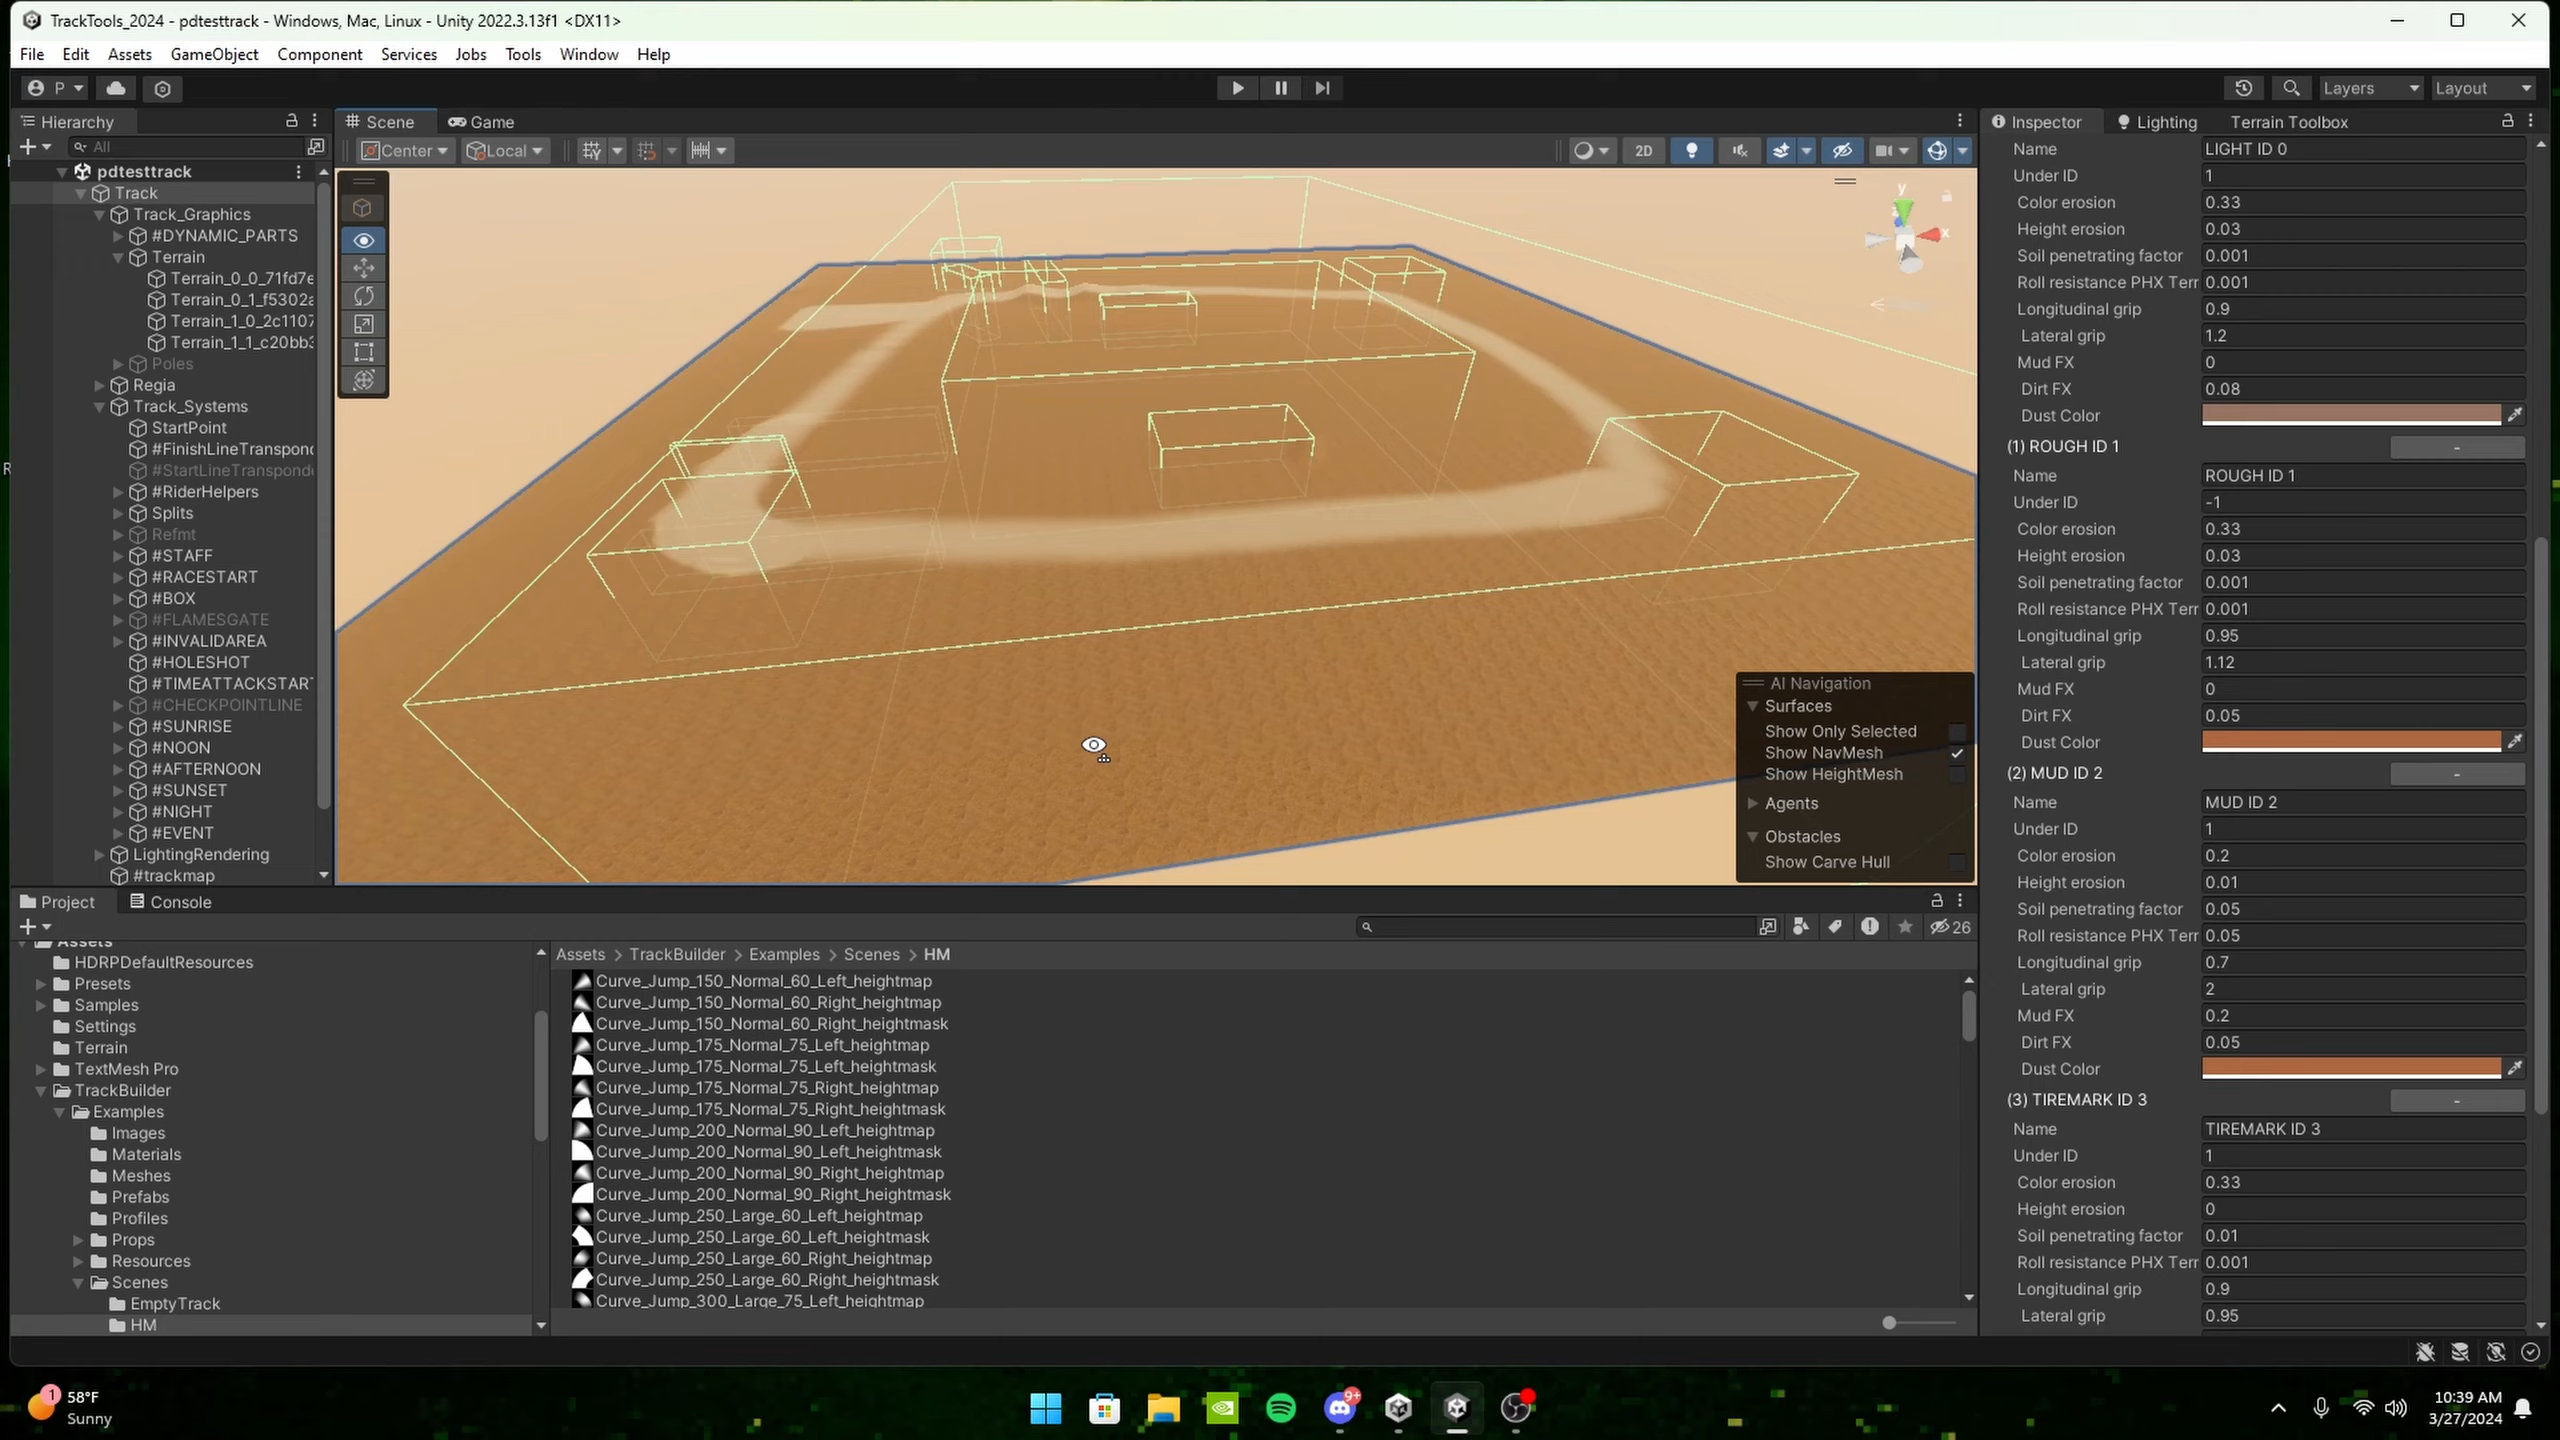 TrackTools_2024 - pdtesttrack - Windows, Mac, Linux - Unity 2022.3.13f1 <DX11>
File Edit Assets GameObject Component Services Jobs Tools Window Help
P
Layers Layout
Hierarchy
All
pdtesttrack
Track
Track_Graphics
#DYNAMIC_PARTS
Terrain
Terrain_0_0_71fd7e
Terrain_0_1_f5302a
Terrain_1_0_2c1107
Terrain_1_1_c20bb3
Poles
Regia
Track_Systems
StartPoint
#FinishLineTranspond
#StartLineTransponde
#RiderHelpers
Splits
Refmt
#STAFF
#RACESTART
#BOX
#FLAMESGATE
#INVALIDAREA
#HOLESHOT
#TIMEATTACKSTAR
#CHECKPOINTLINE
#SUNRISE
#NOON
#AFTERNOON
#SUNSET
#NIGHT
#EVENT
LightingRendering
#trackmap
Scene Game
Center Local
2D
y
x
AI Navigation
Surfaces
Show Only Selected
Show NavMesh
Show HeightMesh
Agents
Obstacles
Show Carve Hull
Inspector Lighting Terrain Toolbox
Name LIGHT ID 0
Under ID 1
Color erosion 0.33
Height erosion 0.03
Soil penetrating factor 0.001
Roll resistance PHX Terr 0.001
Longitudinal grip 0.9
Lateral grip 1.2
Mud FX 0
Dirt FX 0.08
Dust Color
(1) ROUGH ID 1 -
Name ROUGH ID 1
Under ID -1
Color erosion 0.33
Height erosion 0.03
Soil penetrating factor 0.001
Roll resistance PHX Terr 0.001
Longitudinal grip 0.95
Lateral grip 1.12
Mud FX 0
Dirt FX 0.05
Dust Color
(2) MUD ID 2 -
Name MUD ID 2
Under ID 1
Color erosion 0.2
Height erosion 0.01
Soil penetrating factor 0.05
Roll resistance PHX Terr 0.05
Longitudinal grip 0.7
Lateral grip 2
Mud FX 0.2
Dirt FX 0.05
Dust Color
(3) TIREMARK ID 3 -
Name TIREMARK ID 3
Under ID 1
Color erosion 0.33
Height erosion 0
Soil penetrating factor 0.01
Roll resistance PHX Terr 0.001
Longitudinal grip 0.9
Lateral grip 0.95
Project Console
26
Assets
HDRPDefaultResources
Presets
Samples
Settings
Terrain
TextMesh Pro
TrackBuilder
Examples
Images
Materials
Meshes
Prefabs
Profiles
Props
Resources
Scenes
EmptyTrack
HM
Assets > TrackBuilder > Examples > Scenes > HM
Curve_Jump_150_Normal_60_Left_heightmap
Curve_Jump_150_Normal_60_Right_heightmap
Curve_Jump_150_Normal_60_Right_heightmask
Curve_Jump_175_Normal_75_Left_heightmap
Curve_Jump_175_Normal_75_Left_heightmask
Curve_Jump_175_Normal_75_Right_heightmap
Curve_Jump_175_Normal_75_Right_heightmask
Curve_Jump_200_Normal_90_Left_heightmap
Curve_Jump_200_Normal_90_Left_heightmask
Curve_Jump_200_Normal_90_Right_heightmap
Curve_Jump_200_Normal_90_Right_heightmask
Curve_Jump_250_Large_60_Left_heightmap
Curve_Jump_250_Large_60_Left_heightmask
Curve_Jump_250_Large_60_Right_heightmap
Curve_Jump_250_Large_60_Right_heightmask
Curve_Jump_300_Large_75_Left_heightmap
1
58°F
Sunny
9+
10:39 AM
3/27/2024